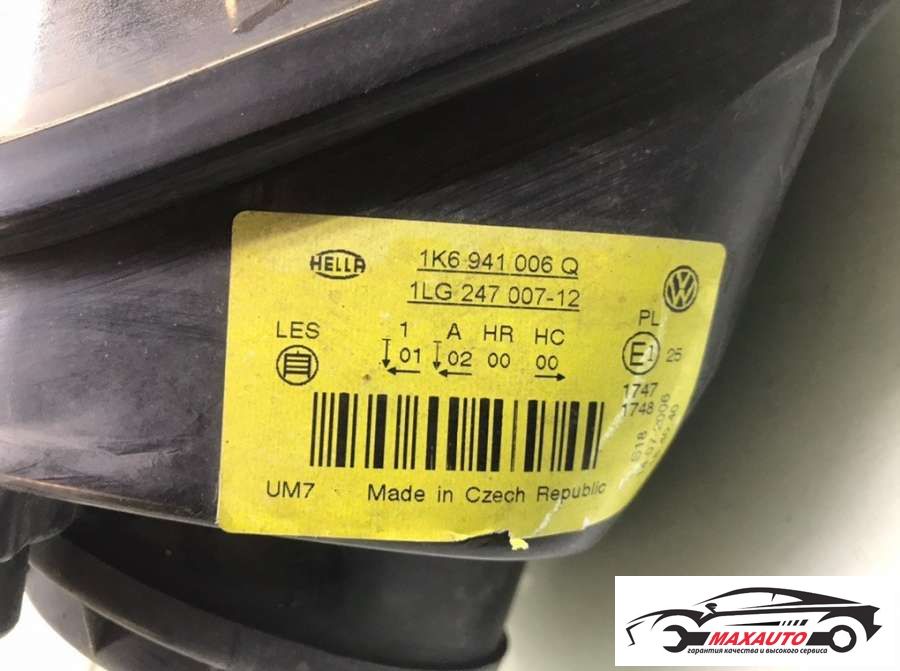 HELLA
1K6 941 006 Q
1LG 247 007-12
LES
1 A HR HC
01 02 00 00
PL
E1 25
1747
1748
UM7 Made in Czech Republic
MAXAUTO
гарантия качества и высокого сервиса